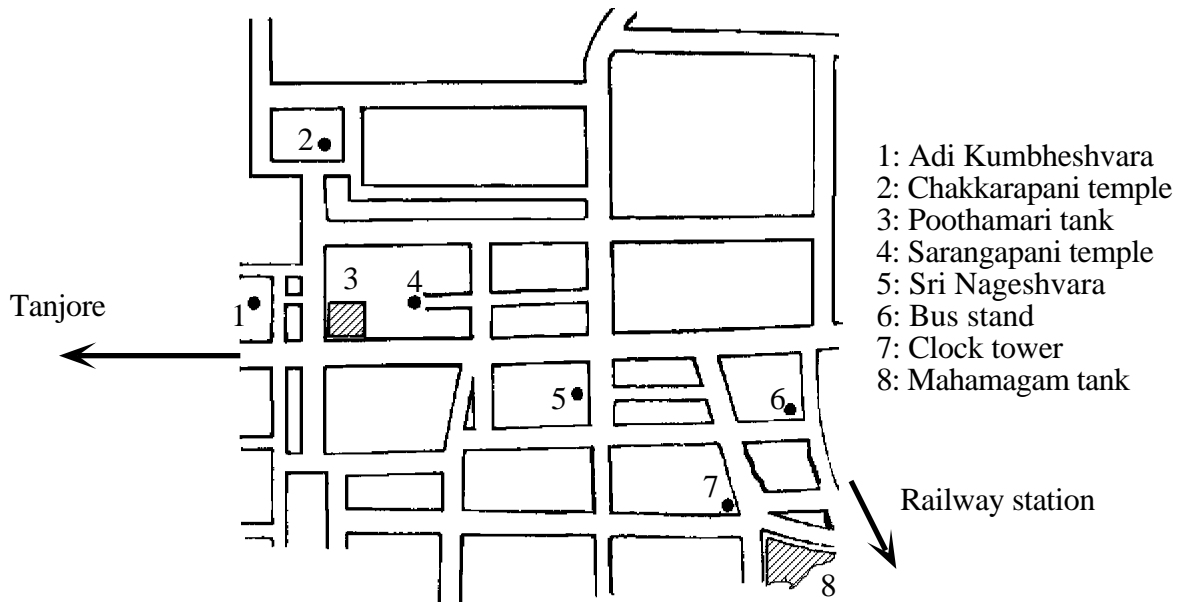 2
3
4
1
Tanjore
5
6
7
8
Railway station
1: Adi Kumbheshvara
2: Chakkarapani temple
3: Poothamari tank
4: Sarangapani temple
5: Sri Nageshvara
6: Bus stand
7: Clock tower
8: Mahamagam tank